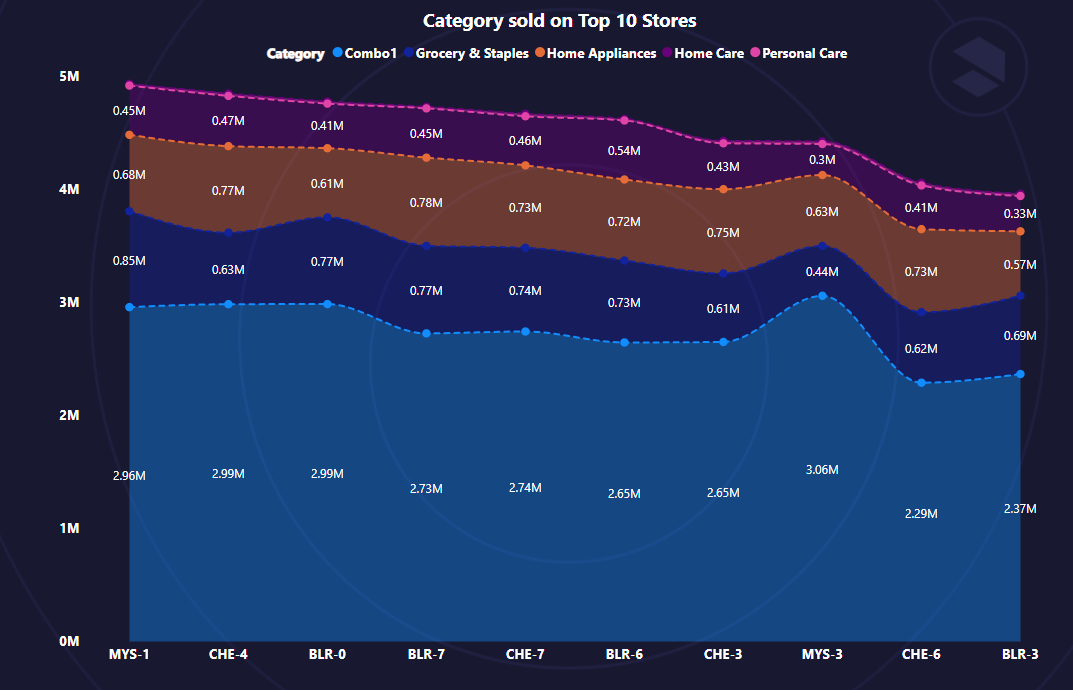 Category sold on Top 10 Stores
Category Combo1 Grocery & Staples Home Appliances Home Care Personal Care
5M
4M
3M
2M
1M
0M
0.45M 0.47M 0.41M 0.45M 0.46M 0.54M 0.43M 0.3M 0.41M 0.33M
0.68M 0.77M 0.61M 0.78M 0.73M 0.72M 0.75M 0.63M 0.73M 0.57M
0.85M 0.63M 0.77M 0.77M 0.74M 0.73M 0.61M 0.44M 0.62M 0.69M
2.96M 2.99M 2.99M 2.73M 2.74M 2.65M 2.65M 3.06M 2.29M 2.37M
MYS-1 CHE-4 BLR-0 BLR-7 CHE-7 BLR-6 CHE-3 MYS-3 CHE-6 BLR-3